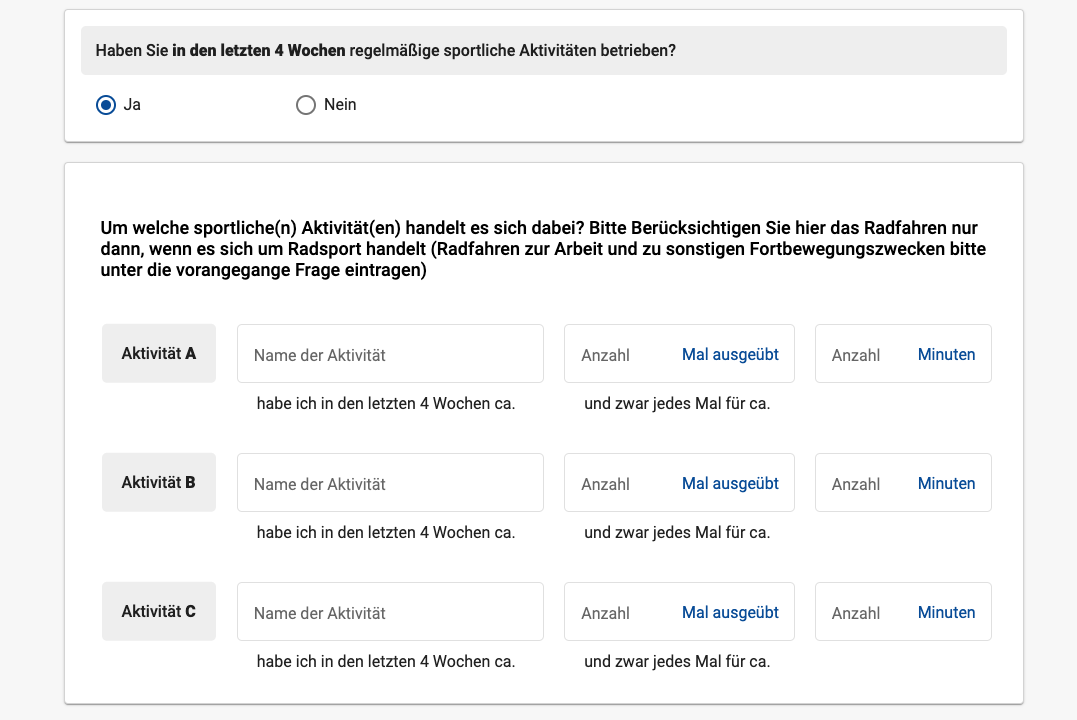 Haben Sie in den letzten 4 Wochen regelmäßige sportliche Aktivitäten betrieben?
Ja Nein
Um welche sportliche(n) Aktivität(en) handelt es sich dabei? Bitte Berücksichtigen Sie hier das Radfahren nur
dann, wenn es sich um Radsport handelt (Radfahren zur Arbeit und zu sonstigen Fortbewegungszwecken bitte
unter die vorangegange Frage eintragen)
Aktivität A Name der Aktivität Anzahl Mal ausgeübt Anzahl Minuten
habe ich in den letzten 4 Wochen ca. und zwar jedes Mal für ca.
Aktivität B Name der Aktivität Anzahl Mal ausgeübt Anzahl Minuten
habe ich in den letzten 4 Wochen ca. und zwar jedes Mal für ca.
Aktivität C Name der Aktivität Anzahl Mal ausgeübt Anzahl Minuten
habe ich in den letzten 4 Wochen ca. und zwar jedes Mal für ca.